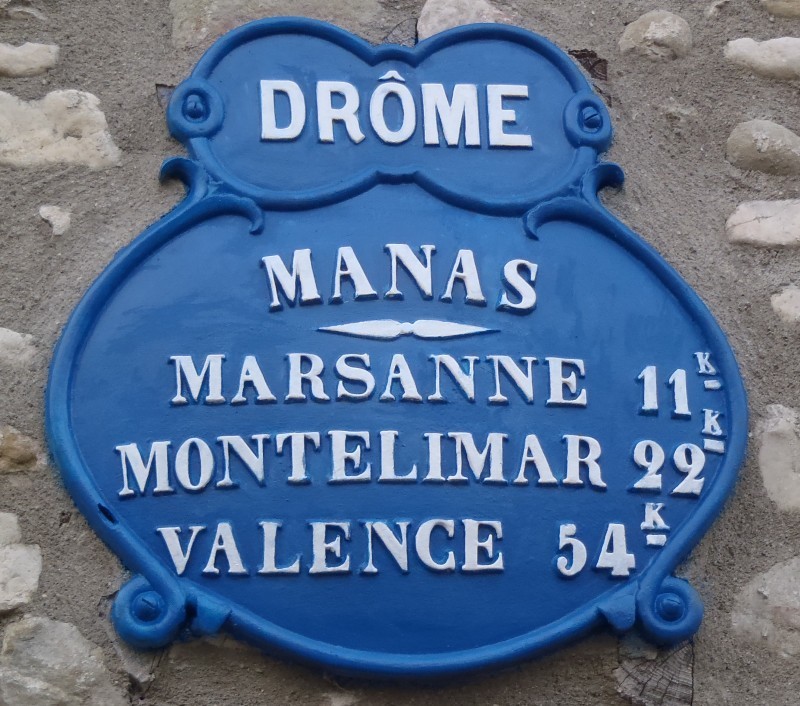 DRÔME
MANAS
MARSANNE 11K
MONTELIMAR 22K
VALENCE 54K